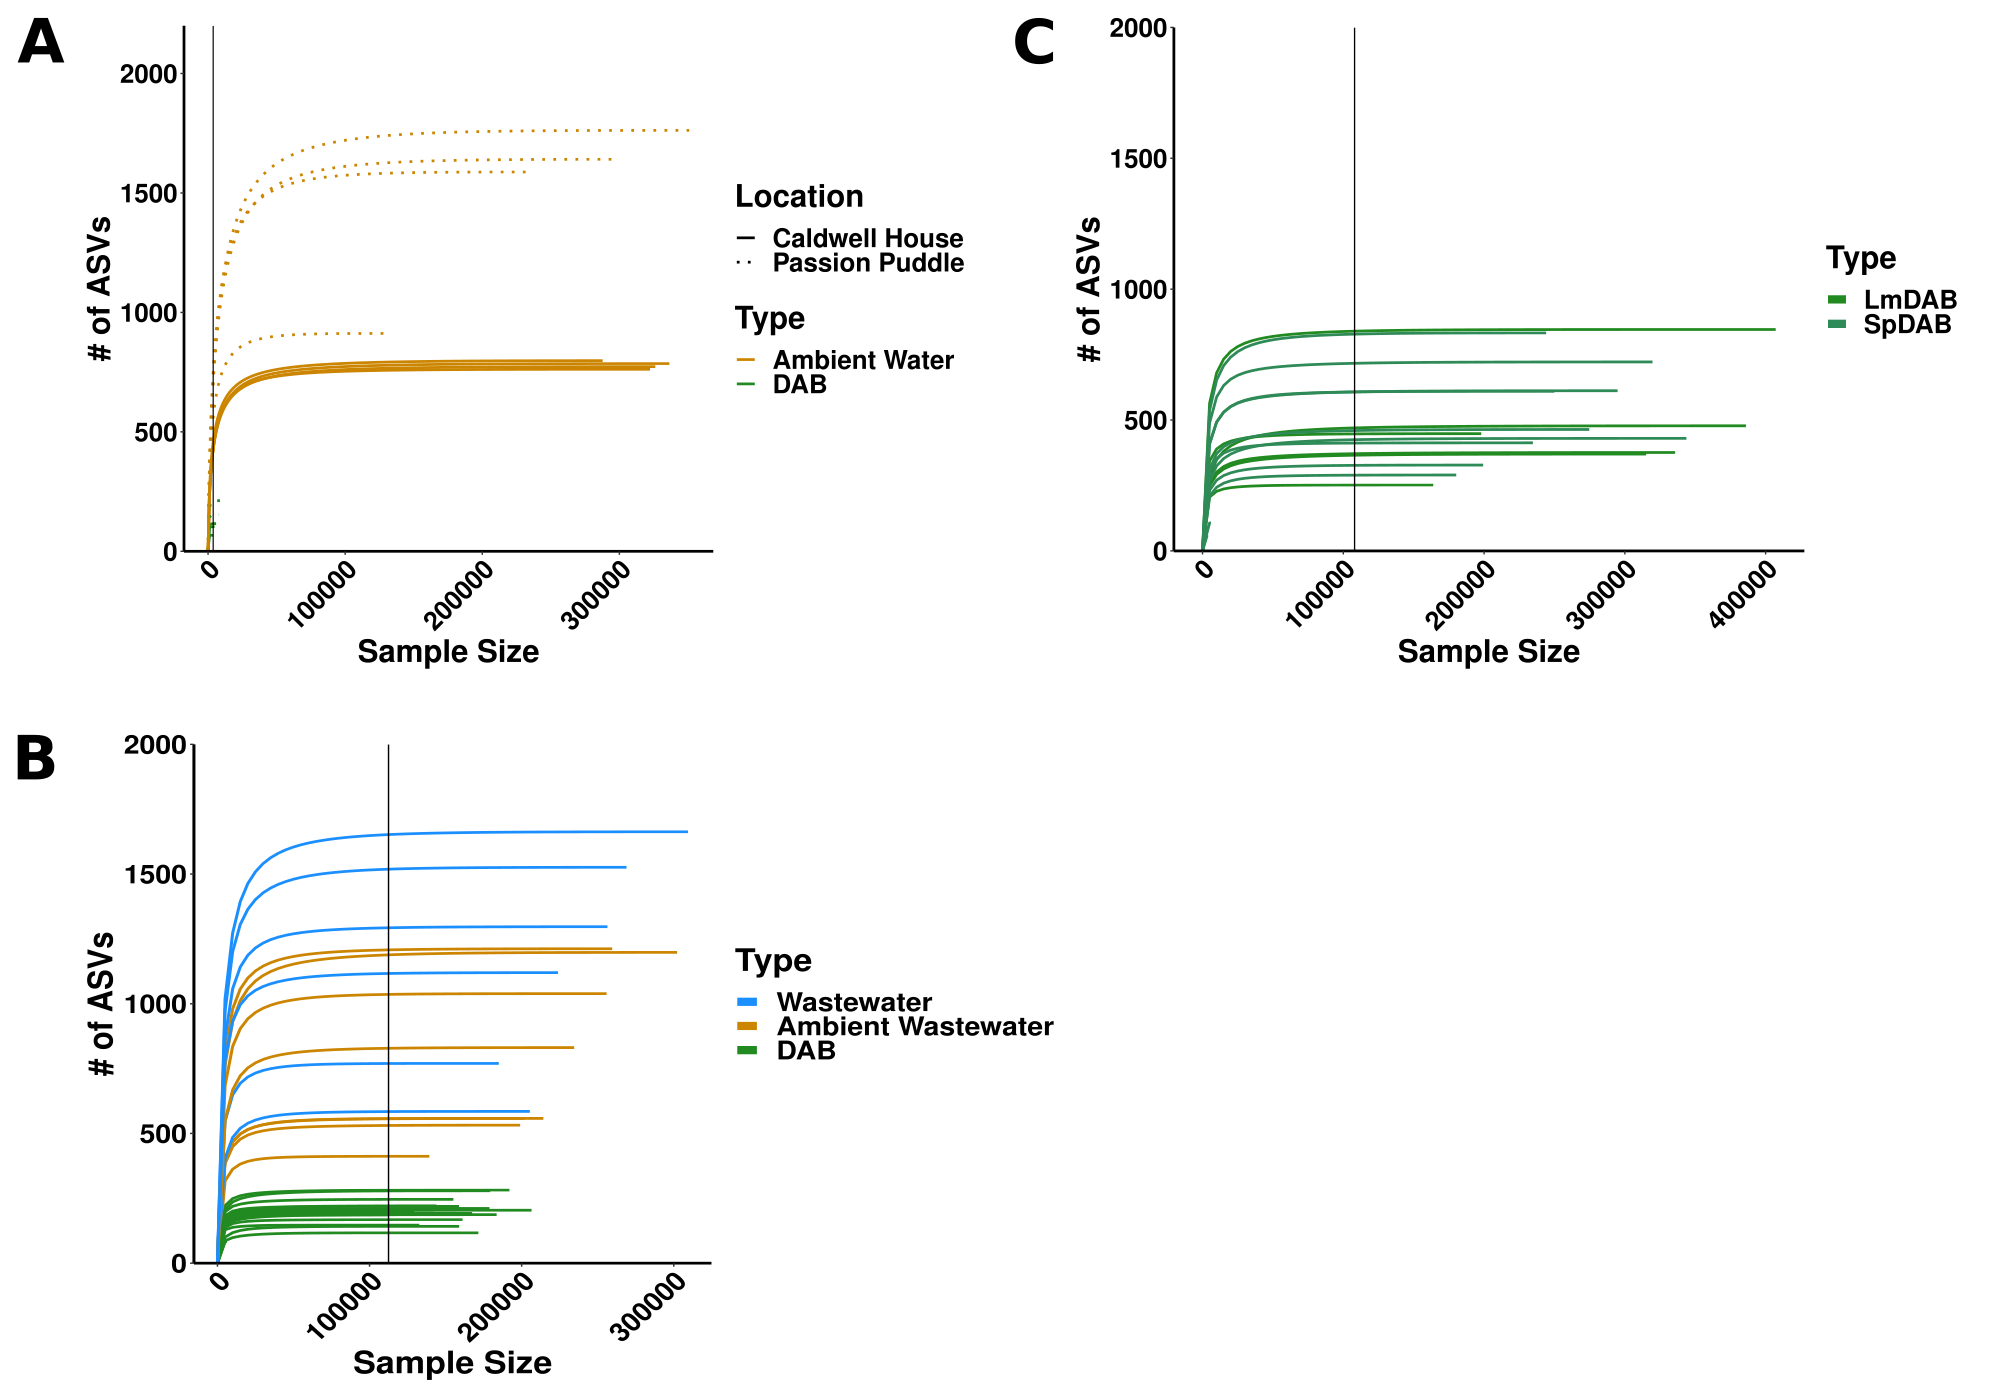 A
# of ASVs
2000
1500
1000
500
0
0
100000
200000
300000
Sample Size
Location
Caldwell House
Passion Puddle
Type
Ambient Water
DAB
C
# of ASVs
2000
1500
1000
500
0
0
100000
200000
300000
400000
Sample Size
Type
LmDAB
SpDAB
B
# of ASVs
2000
1500
1000
500
0
0
100000
200000
300000
Sample Size
Type
Wastewater
Ambient Wastewater
DAB